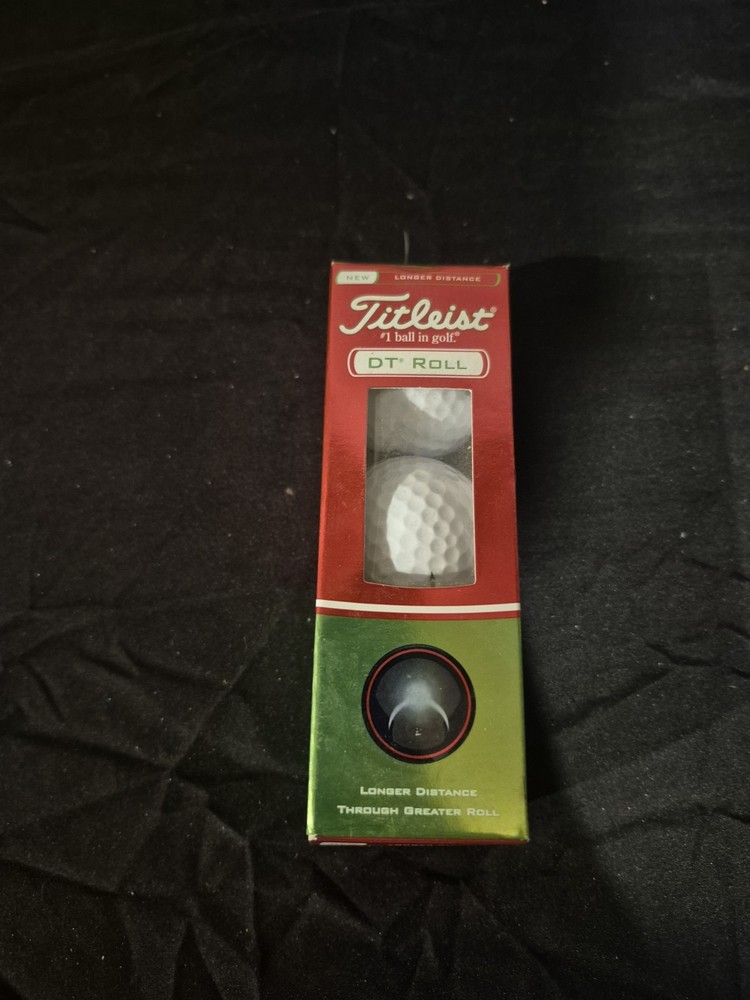 NEW LONGER DISTANCE
Titleist®
#1 ball in golf.®
DT® ROLL
LONGER DISTANCE
THROUGH GREATER ROLL